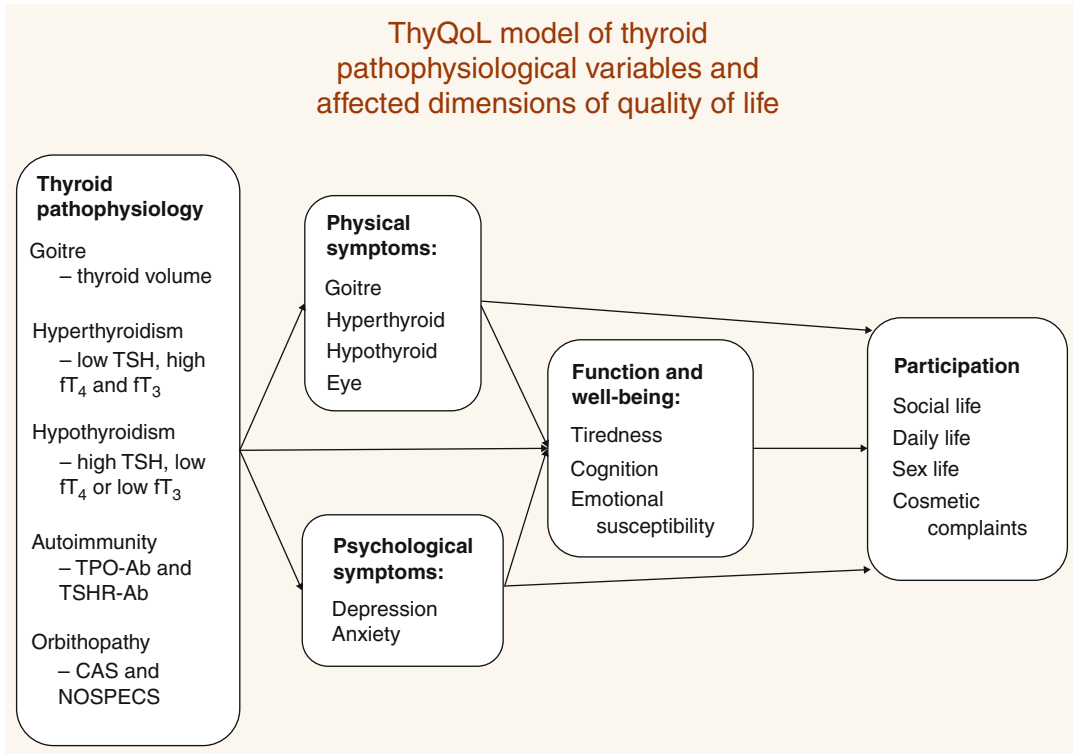 ThyQoL model of thyroid
pathophysiological variables and
affected dimensions of quality of life
Thyroid
pathophysiology
Goitre
– thyroid volume
Hyperthyroidism
– low TSH, high
fT4 and fT3
Hypothyroidism
– high TSH, low
fT4 or low fT3
Autoimmunity
– TPO-Ab and
TSHR-Ab
Orbithopathy
– CAS and
NOSPECS
Physical
symptoms:
Goitre
Hyperthyroid
Hypothyroid
Eye
Psychological
symptoms:
Depression
Anxiety
Function and
well-being:
Tiredness
Cognition
Emotional
susceptibility
Participation
Social life
Daily life
Sex life
Cosmetic
complaints